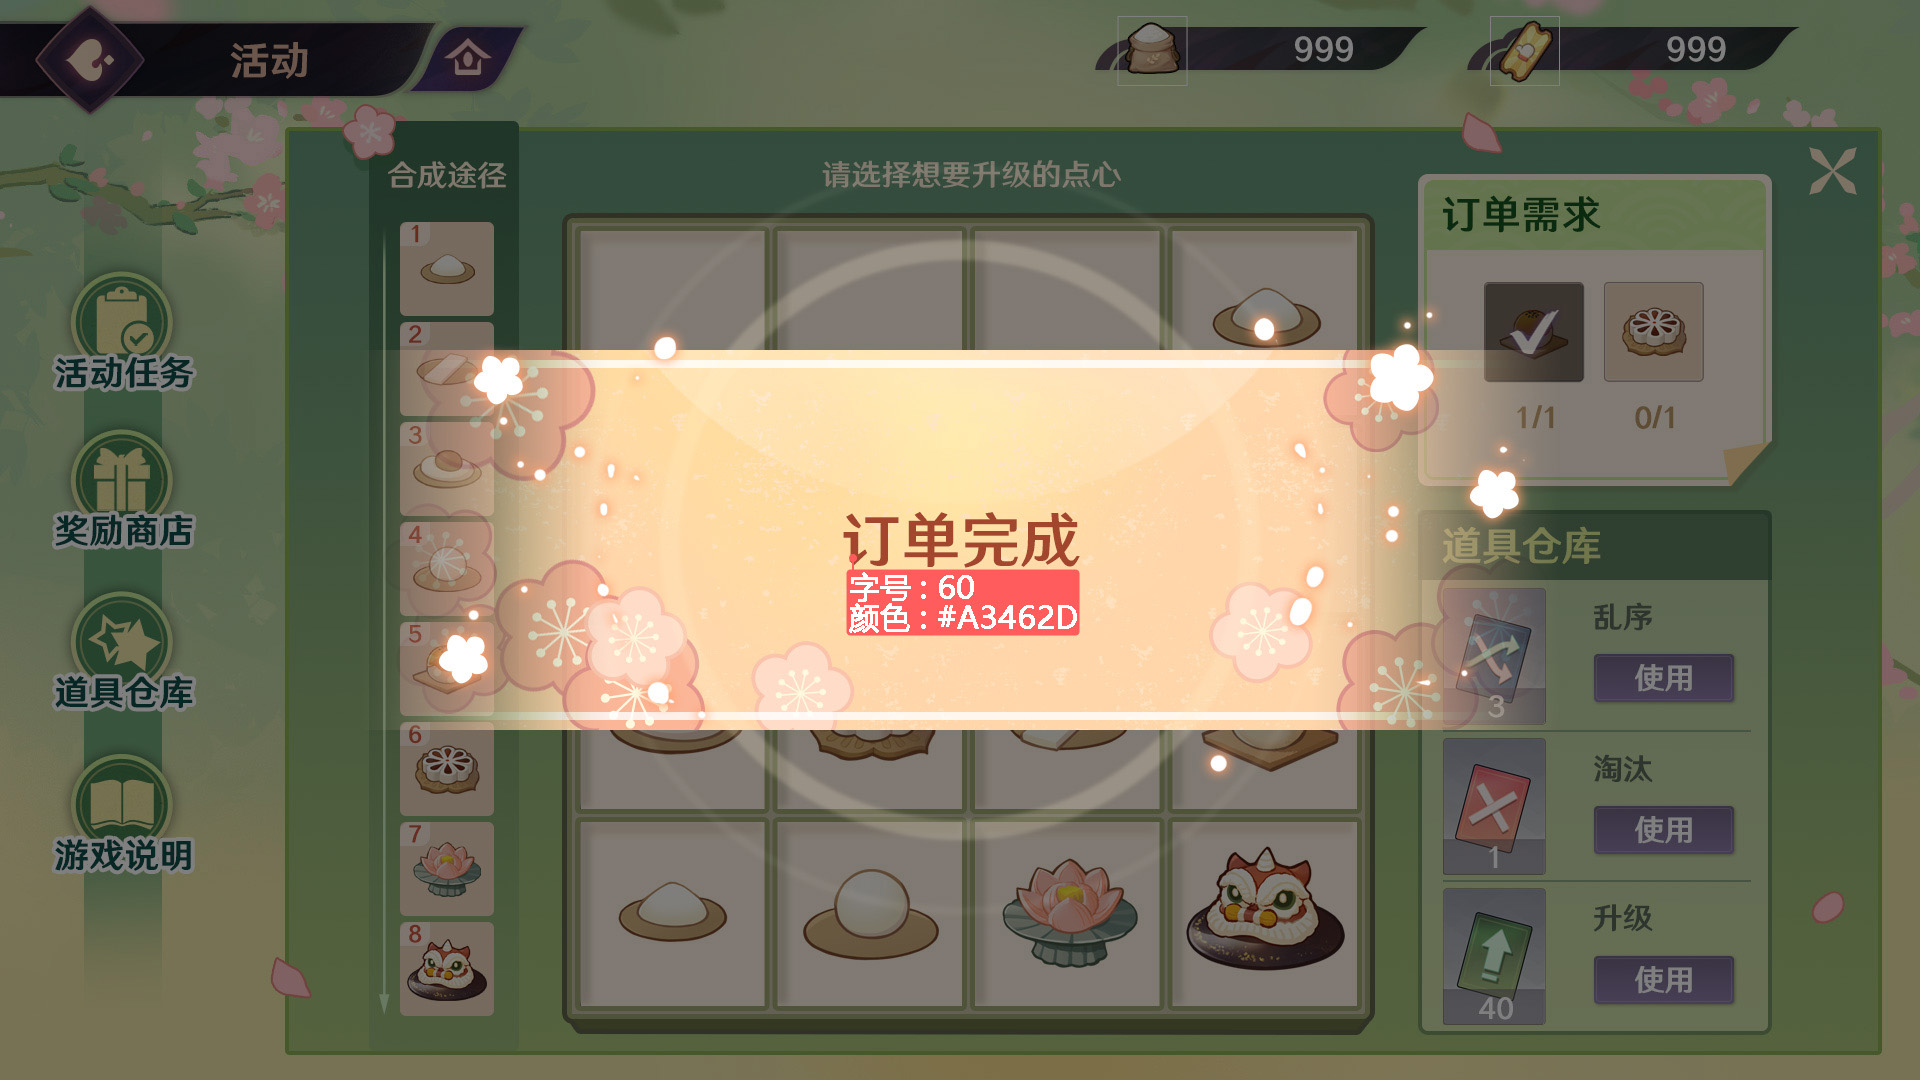 活动
999
999
合成途径
请选择想要升级的点心
订单需求
1
2
3
4
5
6
7
8
1/1
0/1
活动任务
奖励商店
道具仓库
游戏说明
订单完成
字号：60
颜色：#A3462D
道具仓库
乱序
使用
3
淘汰
使用
1
升级
使用
40